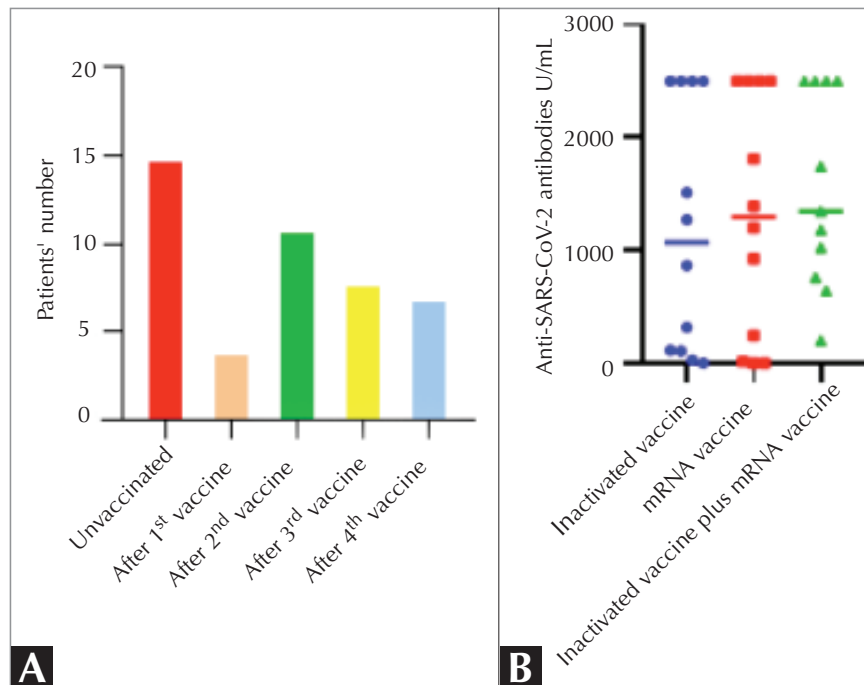 Patients' number
20
15
10
5
0
Unvaccinated
After 1st vaccine
After 2nd vaccine
After 3rd vaccine
After 4th vaccine
A
Anti-SARS-CoV-2 antibodies U/mL
3000
2000
1000
0
Inactivated vaccine
mRNA vaccine
Inactivated vaccine plus mRNA vaccine
B